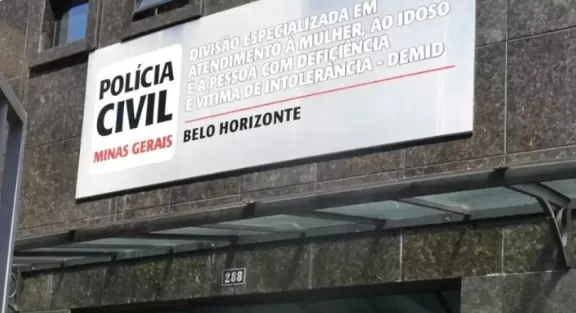 POLÍCIA
CIVIL
MINAS GERAIS
DIVISÃO ESPECIALIZADA EM
ATENDIMENTO À MULHER, AO IDOSO
E À PESSOA COM DEFICIÊNCIA
E VÍTIMA DE INTOLERÂNCIA - DEMID
BELO HORIZONTE
288